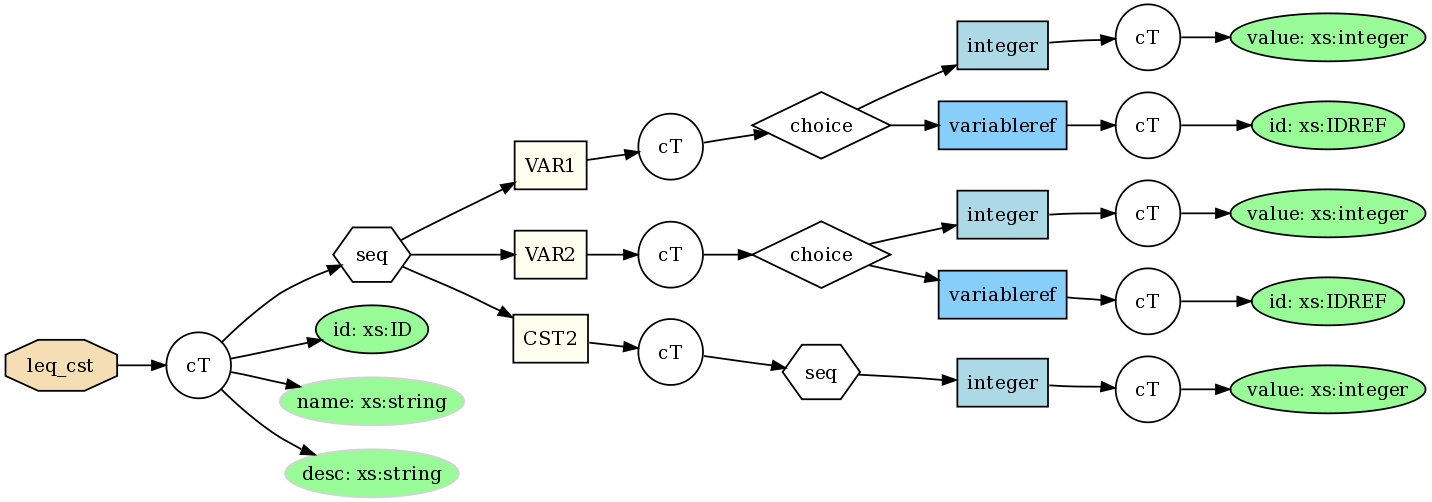 leq_cst
cT
seq
id: xs:ID
name: xs:string
desc: xs:string
VAR1
cT
choice
integer
cT
value: xs:integer
variableref
cT
id: xs:IDREF
VAR2
cT
choice
integer
cT
value: xs:integer
variableref
cT
id: xs:IDREF
CST2
cT
seq
integer
cT
value: xs:integer